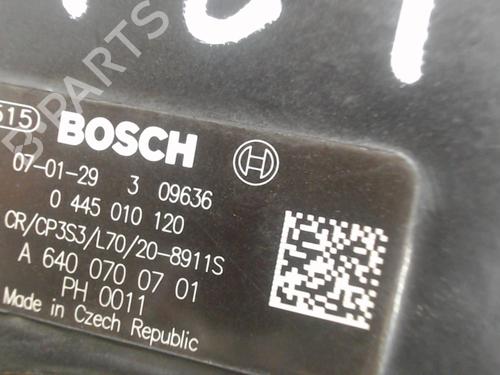 515 BOSCH
07-01-29 3 09636
0 445 010 120
CR/CP3S3/L70/20-8911S
A 640 070 07 01
PH 0011
Made in Czech Republic
B-PARTS